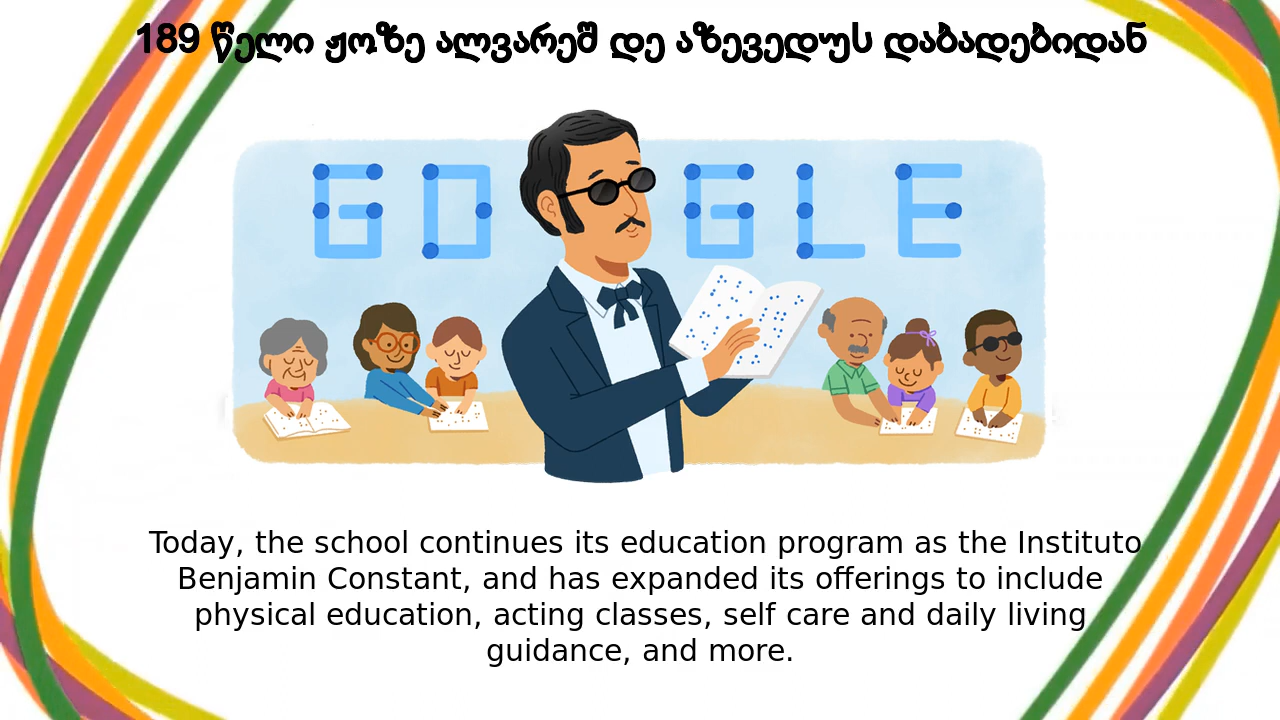 189 წელი ჟოზე ალვარეშ დე აზევედუს დაბადებიდან
GOGLE
Today, the school continues its education program as the Instituto
Benjamin Constant, and has expanded its offerings to include
physical education, acting classes, self care and daily living
guidance, and more.